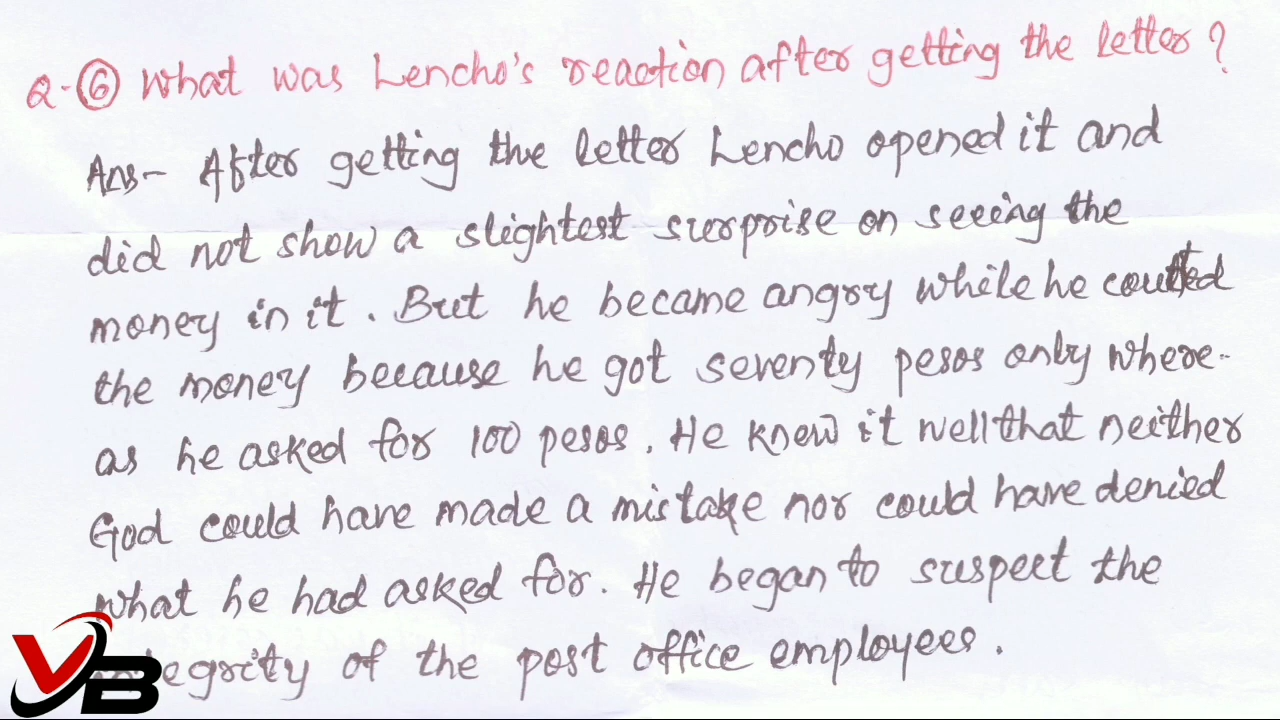 Q-⑥ What was Lencho's reaction after getting the letter?
Ans- After getting the letter Lencho opened it and
did not show a slightest surprise on seeing the
money in it. But he became angry while he counted
the money because he got seventy pesos only where-
as he asked for 100 pesos. He knew it well that neither
God could have made a mistake nor could have denied
what he had asked for. He began to suspect the
integrity of the post office employees.
VB